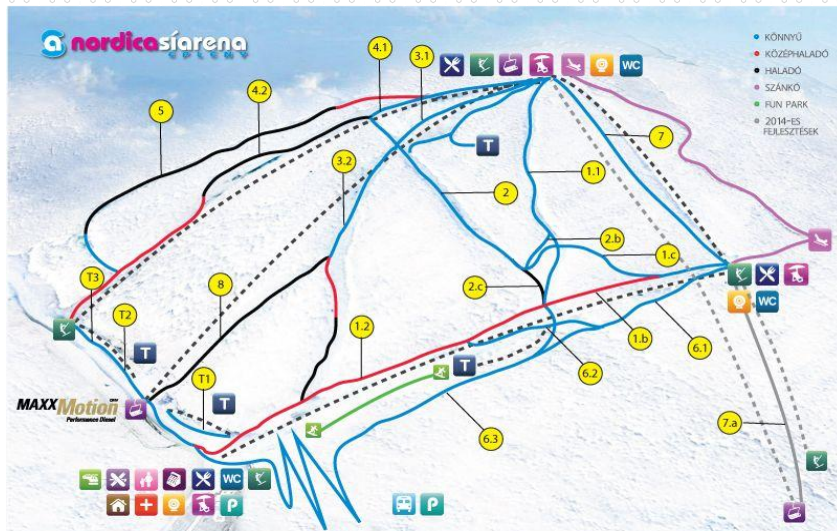 nordicasíarena
EPLÉNY
KÖNNYŰ
KÖZÉPHALADÓ
HALADÓ
SZÁNKÓ
FUN PARK
2014-ES
FEJLESZTÉSEK
4.1
3.1
WC
4.2
5
7
T
3.2
2
1.1
2.b
1.c
T3
8
2.c
WC
T2
T
1.2
1.b
6.1
T
6.2
MAXXMotion
Performance Diesel
T1
T
6.3
7.a
WC
P
P